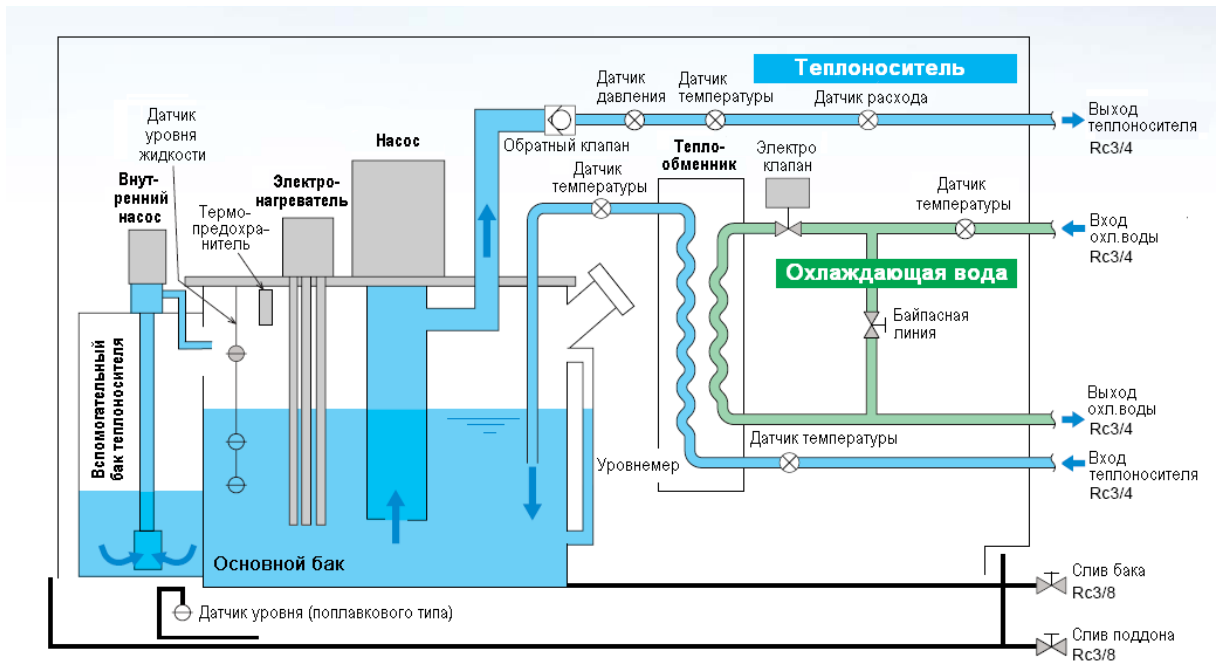 Теплоноситель
Датчик
давления
Датчик
температуры
Датчик расхода
Выход
теплоносителя
Rc3/4
Датчик
уровня
жидкости
Насос
Обратный клапан
Тепло-
обменник
Электро
клапан
Внут-
ренний
насос
Электро-
нагреватель
Датчик
температуры
Датчик
температуры
Вход
охл.воды
Rc3/4
Термо-
предохра-
нитель
Охлаждающая вода
Байпасная
линия
Вспомогательный
бак теплоносителя
Выход
охл.воды
Rc3/4
Датчик температуры
Уровнемер
Вход
теплоносителя
Rc3/4
Основной бак
Слив бака
Rc3/8
Датчик уровня (поплавкового типа)
Слив поддона
Rc3/8